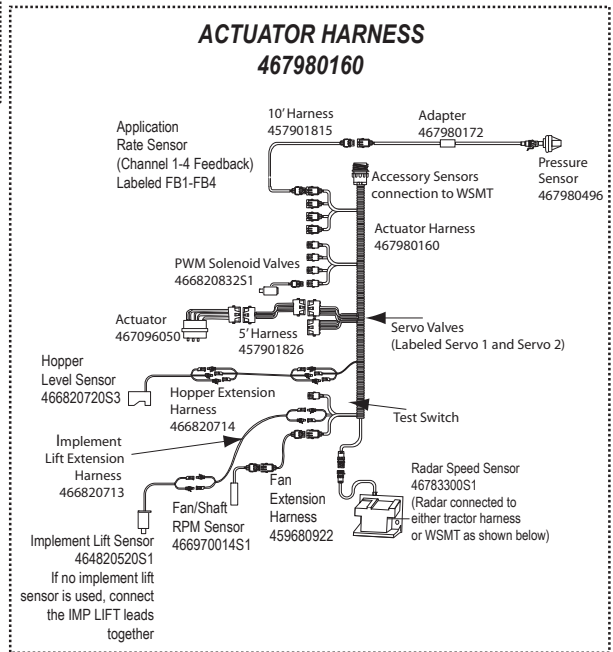 ACTUATOR HARNESS
467980160
10’ Harness
457901815
Adapter
467980172
Application
Rate Sensor
(Channel 1-4 Feedback)
Labeled FB1-FB4
Pressure
Sensor
467980496
Accessory Sensors
connection to WSMT
Actuator Harness
467980160
PWM Solenoid Valves
466820832S1
Actuator
467096050
5’ Harness
457901826
Servo Valves
(Labeled Servo 1 and Servo 2)
Hopper
Level Sensor
466820720S3
Hopper Extension
Harness
466820714
Test Switch
Implement
Lift Extension
Harness
466820713
Fan/Shaft
RPM Sensor
466970014S1
Fan
Extension
Harness
459680922
Radar Speed Sensor
46783300S1
(Radar connected to
either tractor harness
or WSMT as shown below)
Implement Lift Sensor
464820520S1
If no implement lift
sensor is used, connect
the IMP LIFT leads
together